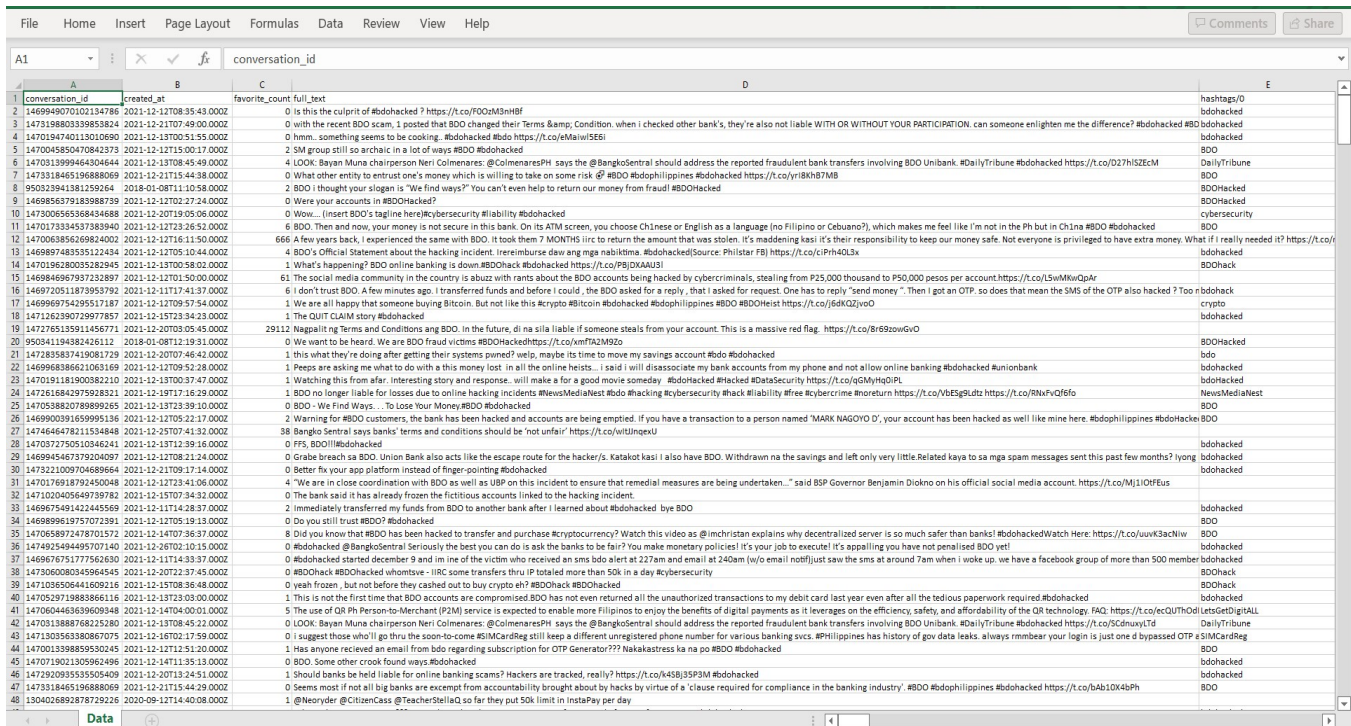 File Home Insert Page Layout Formulas Data Review View Help Comments Share
A1 fx conversation_id
A B C D E
1 conversation_id created_at favorite_count full_text hashtags/0
2 1469949070102134786 2021-12-12T08:35:43.000Z 0 Is this the culprit of #bdohacked ? https://t.co/F0OzM3nHBf bdohacked
3 1473198803339853824 2021-12-21T07:49:00.000Z 0 with the recent BDO scam, 1 posted that BDO changed their Terms &amp; Condition. when i checked other bank's, they're also not liable WITH OR WITHOUT YOUR PARTICIPATION. can someone enlighten me the difference? #bdohacked #BD bdohacked
4 1470194740113010690 2021-12-13T00:51:55.000Z 0 hmm.. something seems to be cooking.. #bdohacked #bdo https://t.co/eMaiwl5E6i bdohacked
5 1470045850470842373 2021-12-12T15:00:17.000Z 2 SM group still so archaic in a lot of ways #BDO #bdohacked BDO
6 1470313999464304644 2021-12-13T08:45:49.000Z 4 LOOK: Bayan Muna chairperson Neri Colmenares: @ColmenaresPH says the @BangkoSentral should address the reported fraudulent bank transfers involving BDO Unibank. #DailyTribune #bdohacked https://t.co/D27hlSZEcM DailyTribune
7 1473318465196888069 2021-12-21T15:44:38.000Z 0 What other entity to entrust one's money which is willing to take on some risk #BDO #bdophilippines #bdohacked https://t.co/yrI8KhB7MB BDO
8 950323941381259264 2018-01-08T11:10:58.000Z 2 BDO i thought your slogan is "We find ways?" You can't even help to return our money from fraud! #BDOHacked BDOHacked
9 1469856379183988739 2021-12-12T02:27:24.000Z 0 Were your accounts in #BDOHacked? BDOHacked
10 1473006565368434688 2021-12-20T19:05:06.000Z 0 Wow.... (insert BDO's tagline here)#cybersecurity #liability #bdohacked cybersecurity
11 1470173334537383940 2021-12-12T23:26:52.000Z 6 BDO. Then and now, your money is not secure in this bank. On its ATM screen, you choose Ch1nese or English as a language (no Filipino or Cebuano?), which makes me feel like I'm not in the Ph but in Ch1na #BDO #bdohacked BDO
12 1470063856269824002 2021-12-12T16:11:50.000Z 666 A few years back, I experienced the same with BDO. It took them 7 MONTHS iirc to return the amount that was stolen. It's maddening kasi it's their responsibility to keep our money safe. Not everyone is privileged to have extra money. What if I really needed it? https://t.co/r
13 1469897483535122434 2021-12-12T05:10:44.000Z 4 BDO's Official Statement about the hacking incident. Irereimburse daw ang mga nabiktima. #bdohacked(Source: Philstar FB) https://t.co/ciPrh40L3x bdohacked
14 1470196280035282945 2021-12-13T00:58:02.000Z 1 What's happening? BDO online banking is down.#BDOhack #bdohacked https://t.co/PBjDXAAU3l BDOhack
15 1469846967937232897 2021-12-12T01:50:00.000Z 61 The social media community in the country is abuzz with rants about the BDO accounts being hacked by cybercriminals, stealing from P25,000 thousand to P50,000 pesos per account.https://t.co/L5wMKwQpAr
16 1469720511873953792 2021-12-11T17:41:37.000Z 6 I don't trust BDO. A few minutes ago. I transferred funds and before I could , the BDO asked for a reply , that I asked for request. One has to reply "send money ". Then I got an OTP. so does that mean the SMS of the OTP also hacked ? Too n bdohack
17 1469969754295517187 2021-12-12T09:57:54.000Z 1 We are all happy that someone buying Bitcoin. But not like this #crypto #Bitcoin #bdohacked #bdophilippines #BDO #BDOHeist https://t.co/j6dKQZjvoO crypto
18 1471262390729977857 2021-12-15T23:34:23.000Z 1 The QUIT CLAIM story #bdohacked bdohacked
19 1472765135911456771 2021-12-20T03:05:45.000Z 29112 Nagpalit ng Terms and Conditions ang BDO. In the future, di na sila liable if someone steals from your account. This is a massive red flag. https://t.co/8r69zowGvO
20 950341194382426112 2018-01-08T12:19:31.000Z 0 We want to be heard. We are BDO fraud victims #BDOHackedhttps://t.co/xmfTA2M9Zo BDOHacked
21 1472835837419081729 2021-12-20T07:46:42.000Z 1 this what they're doing after getting their systems pwned? welp, maybe its time to move my savings account #bdo #bdohacked bdo
22 1469968386621063169 2021-12-12T09:52:28.000Z 1 Peeps are asking me what to do with a this money lost in all the online heists... i said i will disassociate my bank accounts from my phone and not allow online banking #bdohacked #unionbank bdohacked
23 1470191181900382210 2021-12-13T00:37:47.000Z 1 Watching this from afar. Interesting story and response.. will make a for a good movie someday #bdoHacked #Hacked #DataSecurity https://t.co/qGMyHq0iPL bdoHacked
24 1472616842975928321 2021-12-19T17:16:29.000Z 1 BDO no longer liable for losses due to online hacking incidents #NewsMediaNest #bdo #hacking #cybersecurity #hack #liability #free #cybercrime #noreturn https://t.co/VbESg9Ldtz https://t.co/RNxFvQf6fo NewsMediaNest
25 1470538820789899265 2021-12-13T23:39:10.000Z 0 BDO - We Find Ways. . . To Lose Your Money.#BDO #bdohacked BDO
26 1469900391659995136 2021-12-12T05:22:17.000Z 2 Warning for #BDO customers, the bank has been hacked and accounts are being emptied. If you have a transaction to a person named 'MARK NAGOYO D', your account has been hacked as well like mine here. #bdophilippines #bdoHacke BDO
27 1474646478211534848 2021-12-25T07:41:32.000Z 38 Bangko Sentral says banks' terms and conditions should be 'not unfair' https://t.co/wItJJnqexU
28 1470372750510346241 2021-12-13T12:39:16.000Z 0 FFS, BDO!!!#bdohacked bdohacked
29 1469945467379204097 2021-12-12T08:21:24.000Z 0 Grabe breach sa BDO. Union Bank also acts like the escape route for the hacker/s. Katakot kasi I also have BDO. Withdrawn na the savings and left only very little.Related kaya to sa mga spam messages sent this past few months? Iyong bdohacked
30 1473221009704689664 2021-12-21T09:17:14.000Z 0 Better fix your app platform instead of finger-pointing #bdohacked bdohacked
31 1470176918792450048 2021-12-12T23:41:06.000Z 4 "We are in close coordination with BDO as well as UBP on this incident to ensure that remedial measures are being undertaken..." said BSP Governor Benjamin Diokno on his official social media account. https://t.co/Mj1IOtFEus
32 1471020405649739782 2021-12-15T07:34:32.000Z 0 The bank said it has already frozen the fictitious accounts linked to the hacking incident.
33 1469675491422445569 2021-12-11T14:28:37.000Z 2 Immediately transferred my funds from BDO to another bank after I learned about #bdohacked bye BDO bdohacked
34 1469899619757072391 2021-12-12T05:19:13.000Z 0 Do you still trust #BDO? #bdohacked BDO
35 1470658972478701572 2021-12-14T07:36:37.000Z 8 Did you know that #BDO has been hacked to transfer and purchase #cryptocurrency? Watch this video as @imchristan explains why decentralized server is so much safer than banks! #bdohackedWatch Here: https://t.co/uuvK3acNiw BDO
36 1474925494495707140 2021-12-26T02:10:15.000Z 0 #bdohacked @BangkoSentral Seriously the best you can do is ask the banks to be fair? You make monetary policies! It's your job to execute! It's appalling you have not penalised BDO yet! bdohacked
37 1469676751777562630 2021-12-11T14:33:37.000Z 0 #bdohacked started december 9 and im ine of the victim who received an sms bdo alert at 227am and email at 240am (w/o email notif)just saw the sms at around 7am when i woke up. we have a facebook group of more than 500 member bdohacked
38 1473060080345964545 2021-12-20T22:37:45.000Z 0 #BDOhack #BDOhacked whomtsve - IIRC some transfers thru IP totaled more than 50k in a day #cybersecurity BDOhack
39 1471036506441609216 2021-12-15T08:36:48.000Z 0 yeah frozen , but not before they cashed out to buy crypto eh? #BDOhack #BDOhacked BDOhack
40 1470529719883866116 2021-12-13T23:03:00.000Z 1 This is not the first time that BDO accounts are compromised.BDO has not even returned all the unauthorized transactions to my debit card last year even after all the tedious paperwork required.#bdohacked bdohacked
41 1470604463639609348 2021-12-14T04:00:01.000Z 5 The use of QR Ph Person-to-Merchant (P2M) service is expected to enable more Filipinos to enjoy the benefits of digital payments as it leverages on the efficiency, safety, and affordability of the QR technology. FAQ: https://t.co/ecQUThOdl LetsGetDigitALL
42 1470313888768225280 2021-12-13T08:45:22.000Z 0 LOOK: Bayan Muna chairperson Neri Colmenares: @ColmenaresPH says the @BangkoSentral should address the reported fraudulent bank transfers involving BDO Unibank. #DailyTribune #bdohacked https://t.co/SCdnuxyLTd DailyTribune
43 1471303563380867075 2021-12-16T02:17:59.000Z 0 i suggest those who'll go thru the soon-to-come #SIMCardReg still keep a different unregistered phone number for various banking svcs. #PHilippines has history of gov data leaks. always rmmbear your login is just one d bypassed OTP a SIMCardReg
44 1470013398859530245 2021-12-12T12:51:20.000Z 1 Has anyone recieved an email from bdo regarding subscription for OTP Generator??? Nakakastress ka na po #BDO #bdohacked BDO
45 1470719021305962496 2021-12-14T11:35:13.000Z 0 BDO. Some other crook found ways.#bdohacked bdohacked
46 1472920935535505409 2021-12-20T13:24:51.000Z 1 Should banks be held liable for online banking scams? Hackers are tracked, really? https://t.co/k4SBj35P3M #bdohacked bdohacked
47 1473318465196888069 2021-12-21T15:44:29.000Z 0 Seems most if not all big banks are excempt from accountability brought about by hacks by virtue of a 'clause required for compliance in the banking industry'. #BDO #bdophilippines #bdohacked https://t.co/bAb10X4bPh BDO
48 1304026892878729226 2020-09-12T14:40:08.000Z 1 @Neoryder @CitizenCass @TeacherStellaQ so far they put 50k limit in InstaPay per day
Data